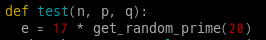 def test(n, p, q):
  e = 17 * get_random_prime(20)